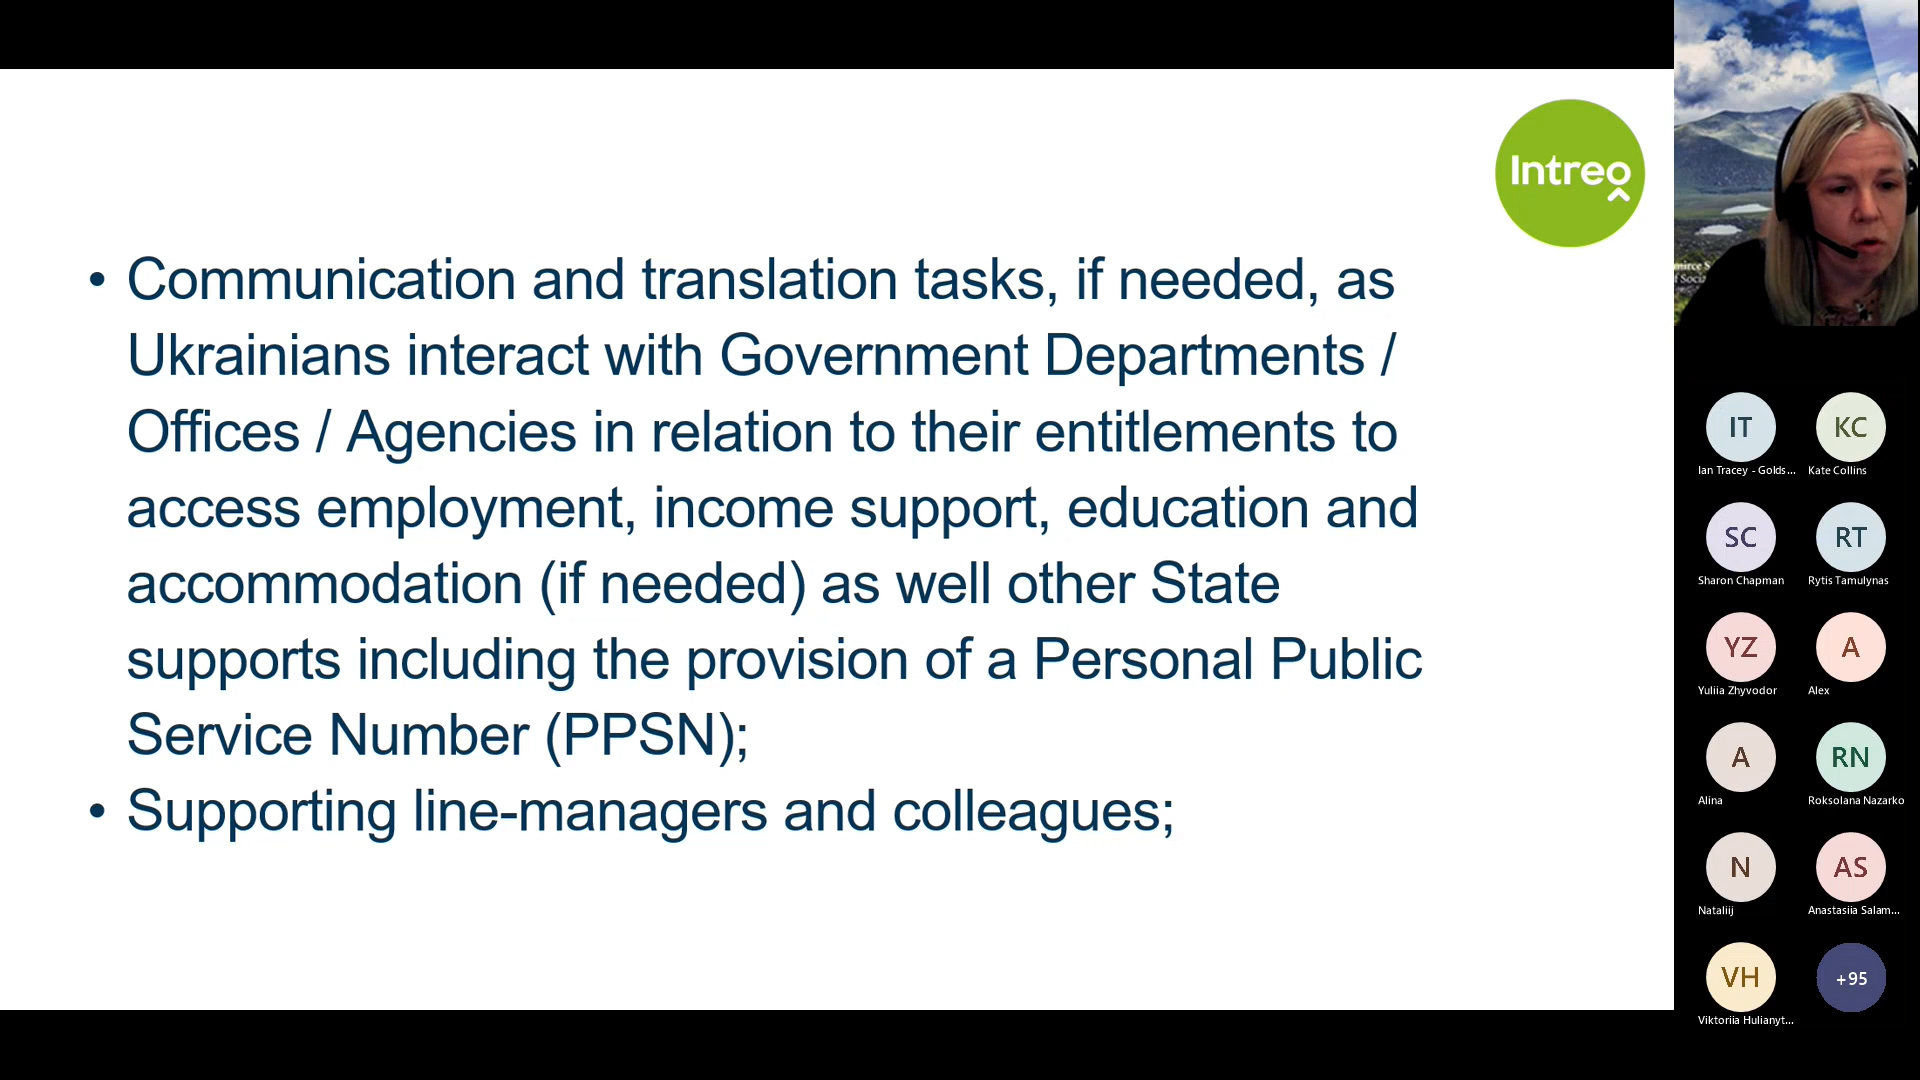 Intreo
• Communication and translation tasks, if needed, as
Ukrainians interact with Government Departments /
Offices / Agencies in relation to their entitlements to
access employment, income support, education and
accommodation (if needed) as well other State
supports including the provision of a Personal Public
Service Number (PPSN);
• Supporting line-managers and colleagues;
IT
KC
Ian Tracey - Golds...
Kate Collins
SC
RT
Sharon Chapman
Rytis Tamulynas
YZ
A
Yuliia Zhyvodor
Alex
A
RN
Alina
Roksolana Nazarko
N
AS
Nataliij
Anastasiia Salam...
VH
+95
Viktoriia Hulianyt...